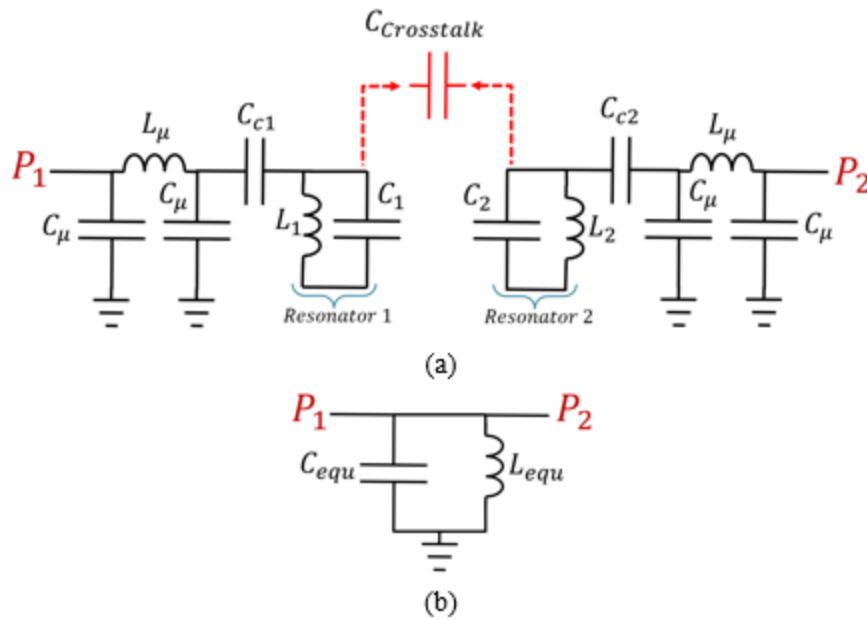 C_Crosstalk
C_c1 C_c2
L_μ L_μ
P_1 P_2
C_μ C_μ L_1 C_1 C_2 L_2 C_μ C_μ
Resonator 1 Resonator 2
(a)
P_1 P_2
C_equ L_equ
(b)